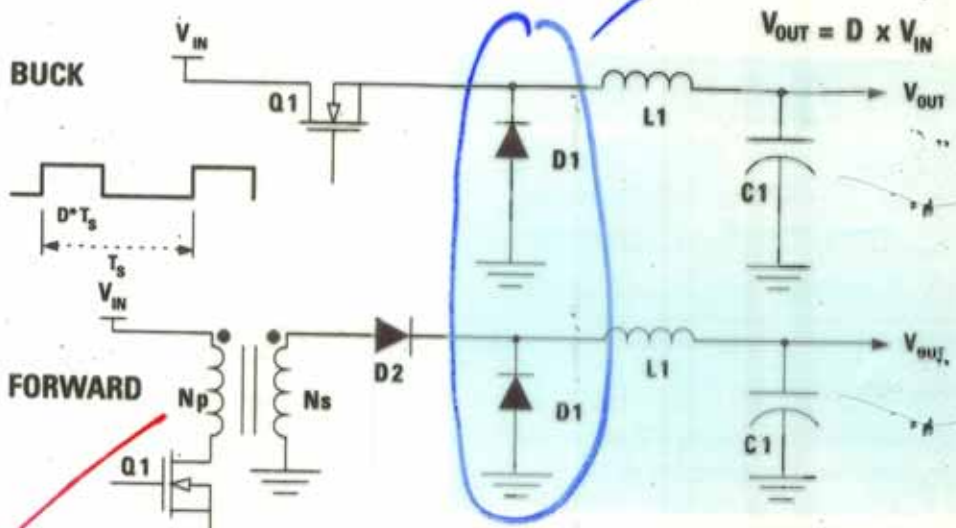 V_OUT = D x V_IN
V_IN
BUCK
Q1
L1
V_OUT
D1
C1
D*T_S
T_S
V_IN
FORWARD
Np
Ns
D2
L1
V_OUT
D1
C1
Q1